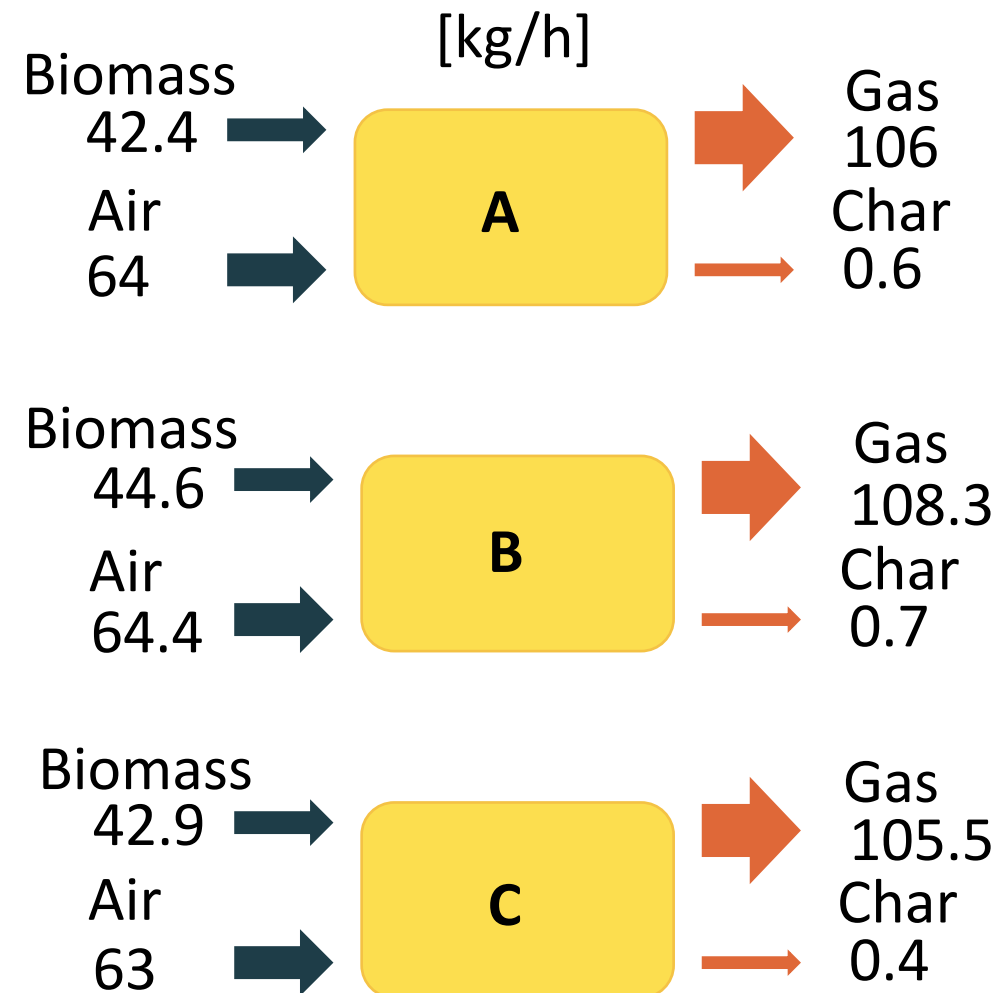 [kg/h]
Biomass
42.4
Air
64
A
Gas
106
Char
0.6
Biomass
44.6
Air
64.4
B
Gas
108.3
Char
0.7
Biomass
42.9
Air
63
C
Gas
105.5
Char
0.4